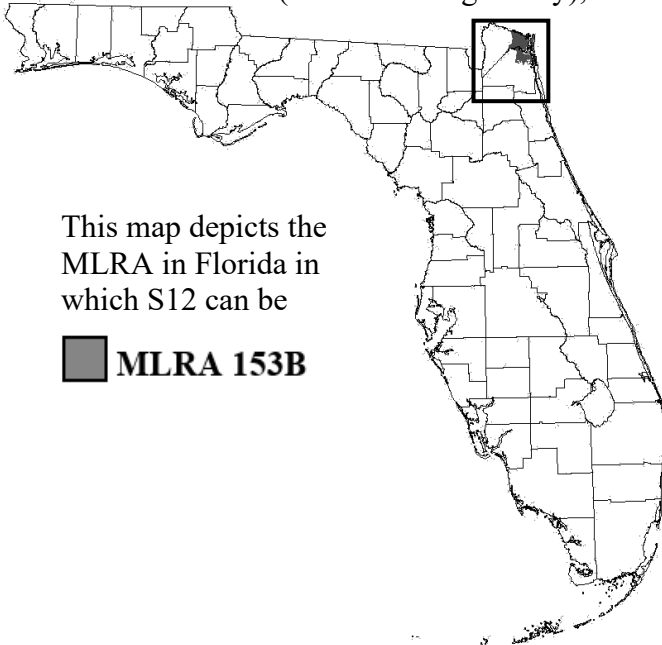 This map depicts the
MLRA in Florida in
which S12 can be
MLRA 153B